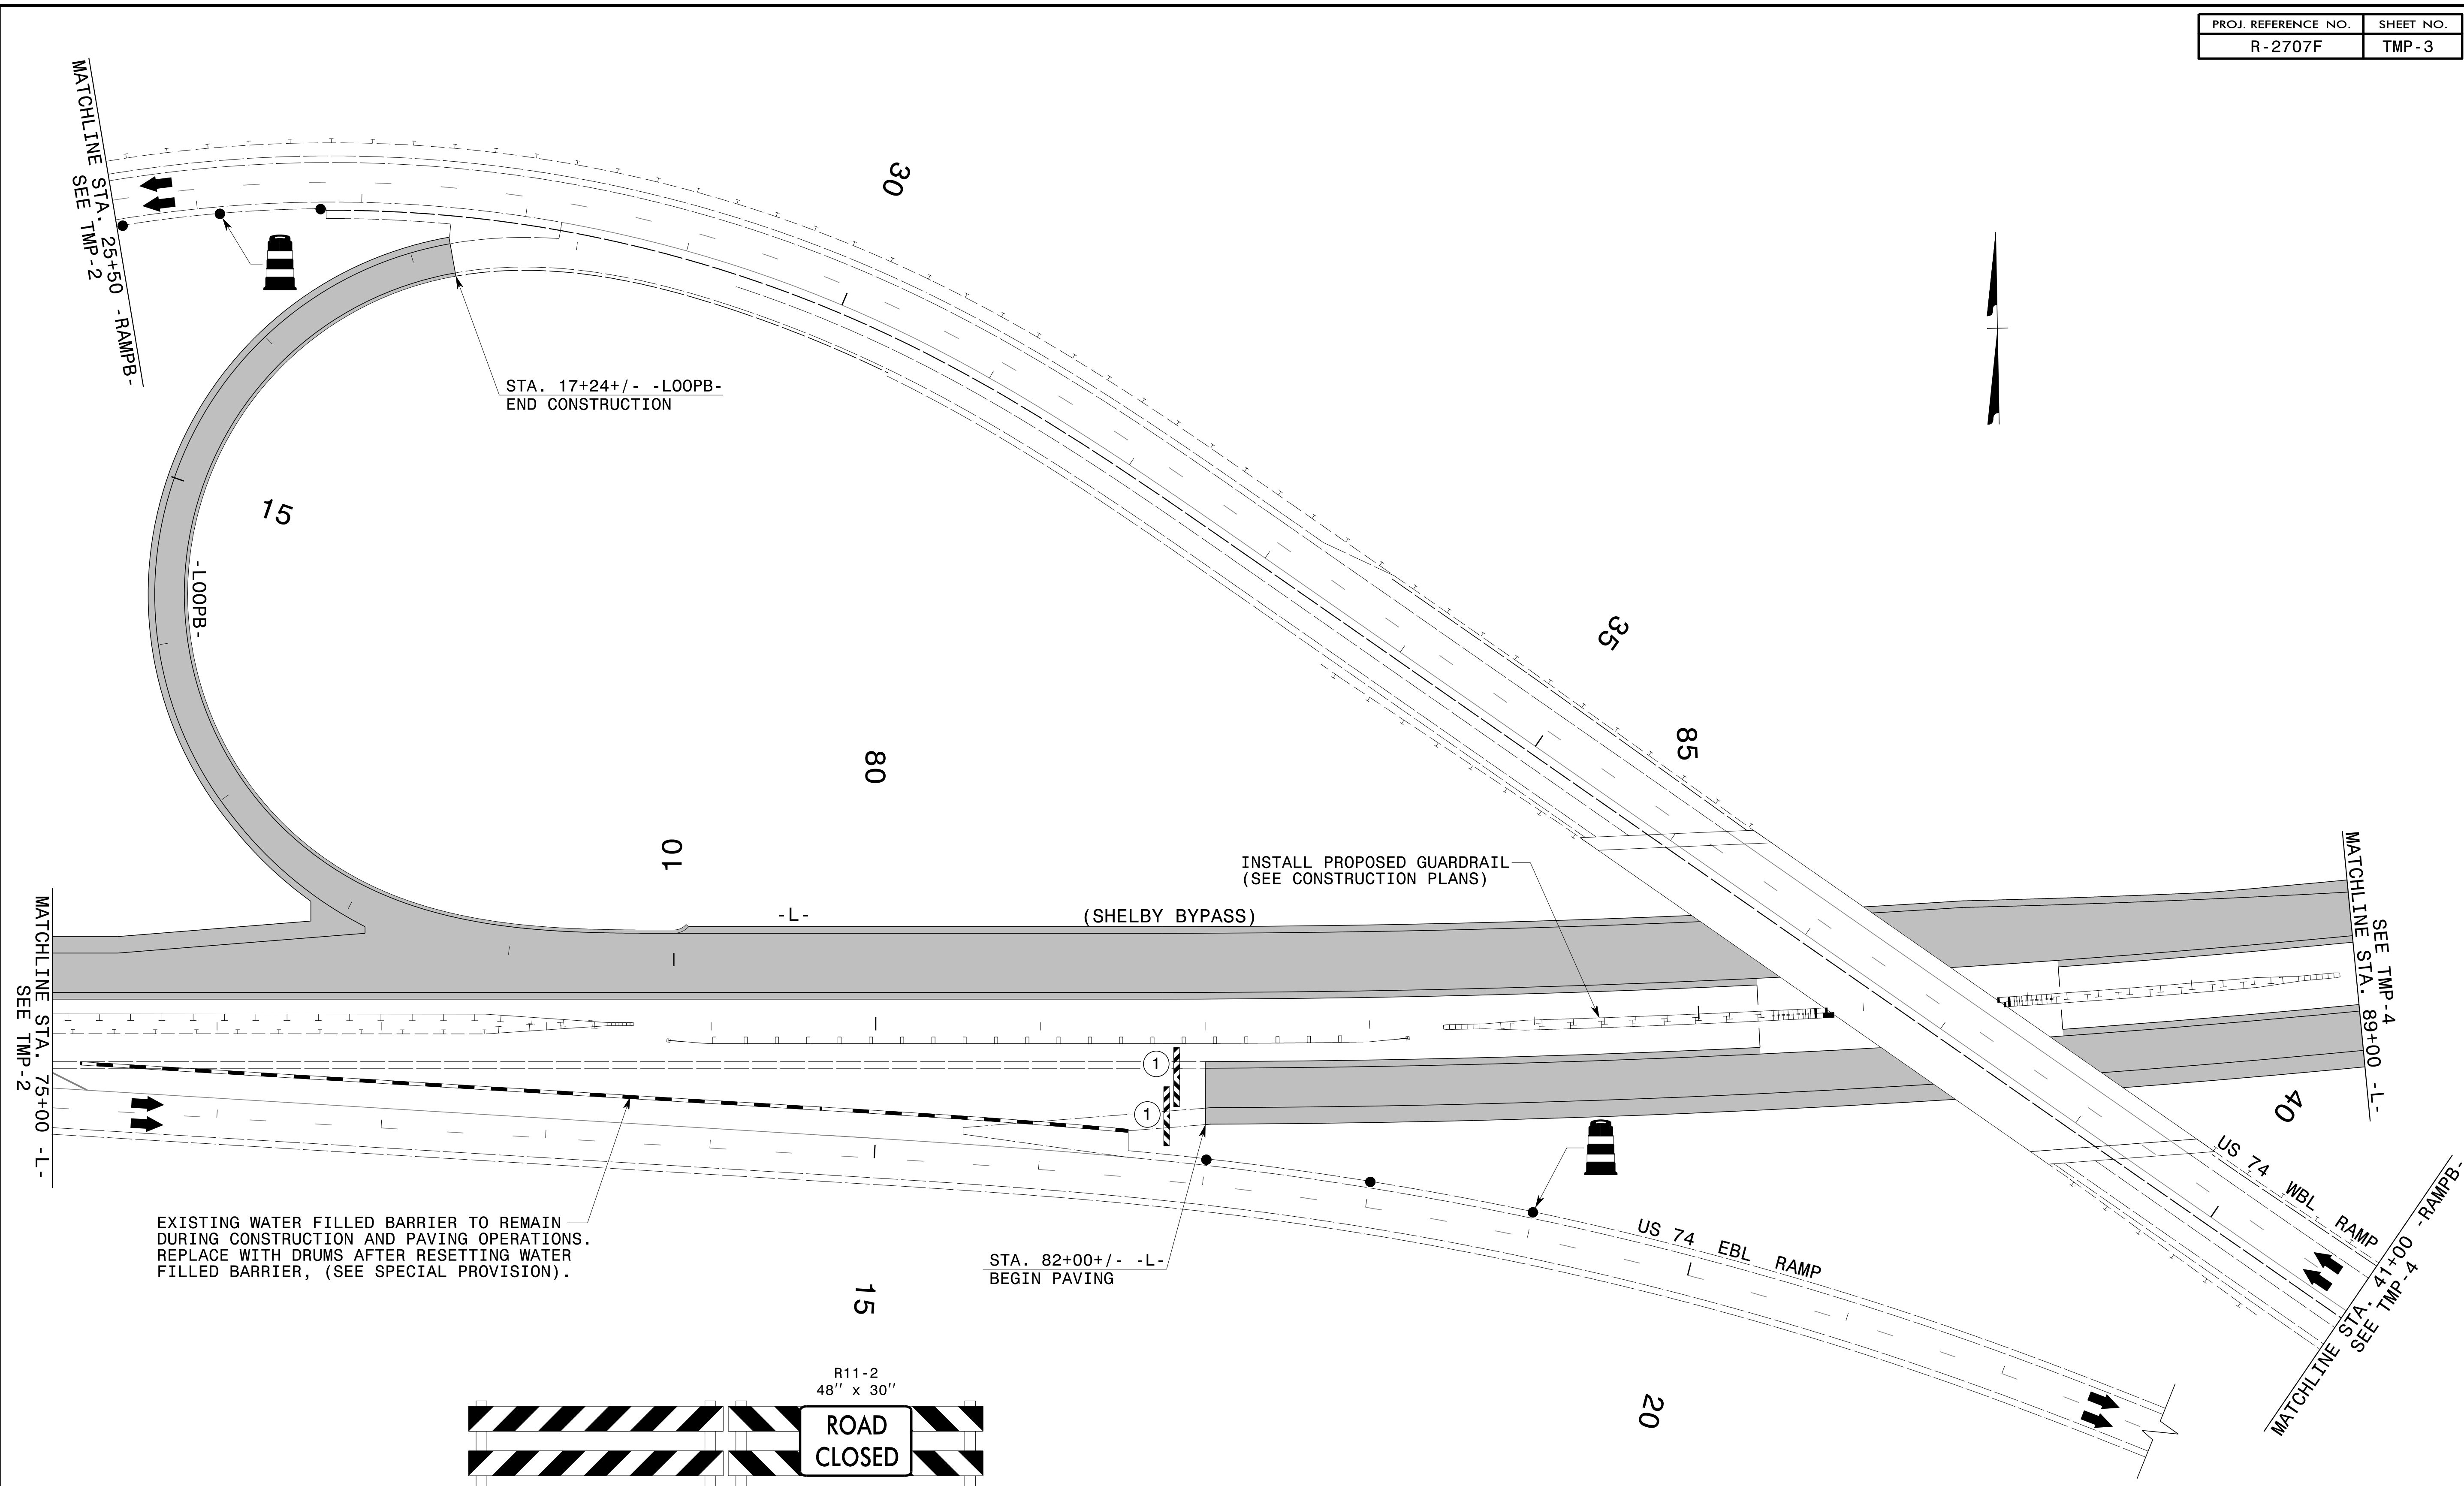 PROJ. REFERENCE NO.
SHEET NO.
R-2707F
TMP-3
MATCHLINE STA. 25+50 -RAMPB-
SEE TMP-2
30
STA. 17+24+/- -LOOPB-
END CONSTRUCTION
15
-LOOPB-
35
85
80
10
INSTALL PROPOSED GUARDRAIL
(SEE CONSTRUCTION PLANS)
-L-
(SHELBY BYPASS)
SEE TMP-4
MATCHLINE STA. 89+00 -L-
MATCHLINE STA. 75+00 -L-
SEE TMP-2
1
1
40
US 74 WBL RAMP
MATCHLINE STA. 41+00 -RAMPB-
SEE TMP-4
EXISTING WATER FILLED BARRIER TO REMAIN
DURING CONSTRUCTION AND PAVING OPERATIONS.
REPLACE WITH DRUMS AFTER RESETTING WATER
FILLED BARRIER, (SEE SPECIAL PROVISION).
STA. 82+00+/- -L-
BEGIN PAVING
US 74 EBL RAMP
15
20
R11-2
48'' x 30''
ROAD
CLOSED